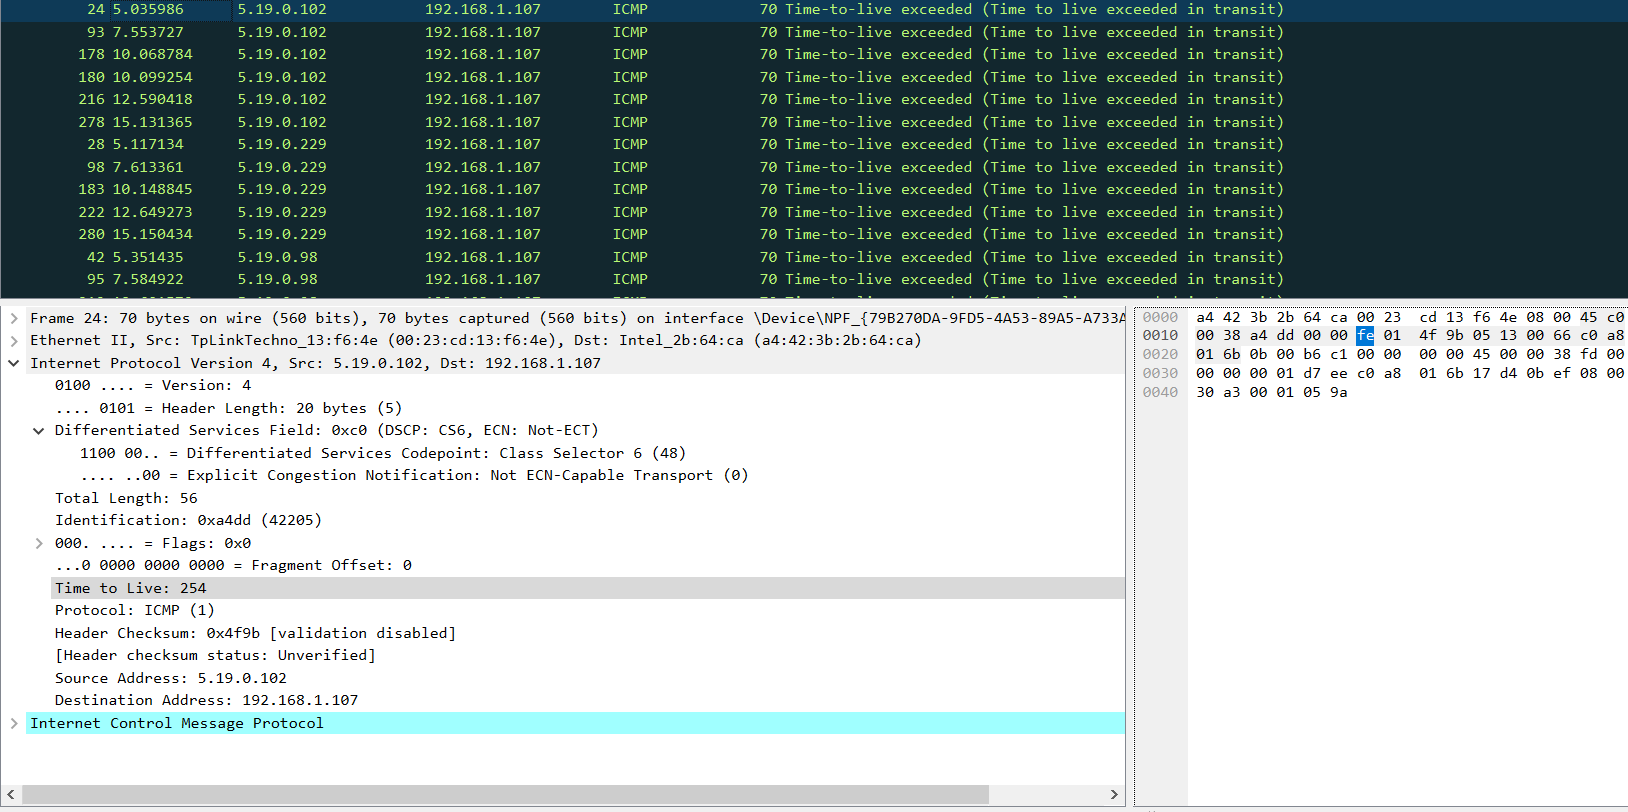 24 5.035986 5.19.0.102 192.168.1.107 ICMP 70 Time-to-live exceeded (Time to live exceeded in transit)
93 7.553727 5.19.0.102 192.168.1.107 ICMP 70 Time-to-live exceeded (Time to live exceeded in transit)
178 10.068784 5.19.0.102 192.168.1.107 ICMP 70 Time-to-live exceeded (Time to live exceeded in transit)
180 10.099254 5.19.0.102 192.168.1.107 ICMP 70 Time-to-live exceeded (Time to live exceeded in transit)
216 12.590418 5.19.0.102 192.168.1.107 ICMP 70 Time-to-live exceeded (Time to live exceeded in transit)
278 15.131365 5.19.0.102 192.168.1.107 ICMP 70 Time-to-live exceeded (Time to live exceeded in transit)
28 5.117134 5.19.0.229 192.168.1.107 ICMP 70 Time-to-live exceeded (Time to live exceeded in transit)
98 7.613361 5.19.0.229 192.168.1.107 ICMP 70 Time-to-live exceeded (Time to live exceeded in transit)
183 10.148845 5.19.0.229 192.168.1.107 ICMP 70 Time-to-live exceeded (Time to live exceeded in transit)
222 12.649273 5.19.0.229 192.168.1.107 ICMP 70 Time-to-live exceeded (Time to live exceeded in transit)
280 15.150434 5.19.0.229 192.168.1.107 ICMP 70 Time-to-live exceeded (Time to live exceeded in transit)
42 5.351435 5.19.0.98 192.168.1.107 ICMP 70 Time-to-live exceeded (Time to live exceeded in transit)
95 7.584922 5.19.0.98 192.168.1.107 ICMP 70 Time-to-live exceeded (Time to live exceeded in transit)
Frame 24: 70 bytes on wire (560 bits), 70 bytes captured (560 bits) on interface \Device\NPF_{79B270DA-9FD5-4A53-89A5-A733A
Ethernet II, Src: TpLinkTechno_13:f6:4e (00:23:cd:13:f6:4e), Dst: Intel_2b:64:ca (a4:42:3b:2b:64:ca)
Internet Protocol Version 4, Src: 5.19.0.102, Dst: 192.168.1.107
0100 .... = Version: 4
.... 0101 = Header Length: 20 bytes (5)
Differentiated Services Field: 0xc0 (DSCP: CS6, ECN: Not-ECT)
1100 00.. = Differentiated Services Codepoint: Class Selector 6 (48)
.... ..00 = Explicit Congestion Notification: Not ECN-Capable Transport (0)
Total Length: 56
Identification: 0xa4dd (42205)
000. .... = Flags: 0x0
...0 0000 0000 0000 = Fragment Offset: 0
Time to Live: 254
Protocol: ICMP (1)
Header Checksum: 0x4f9b [validation disabled]
[Header checksum status: Unverified]
Source Address: 5.19.0.102
Destination Address: 192.168.1.107
Internet Control Message Protocol
0000 a4 42 3b 2b 64 ca 00 23 cd 13 f6 4e 08 00 45 c0
0010 00 38 a4 dd 00 00 fe 01 4f 9b 05 13 00 66 c0 a8
0020 01 6b 0b 00 b6 c1 00 00 00 00 45 00 00 38 fd 00
0030 00 00 00 01 d7 ee c0 a8 01 6b 17 d4 0b ef 08 00
0040 30 a3 00 01 05 9a